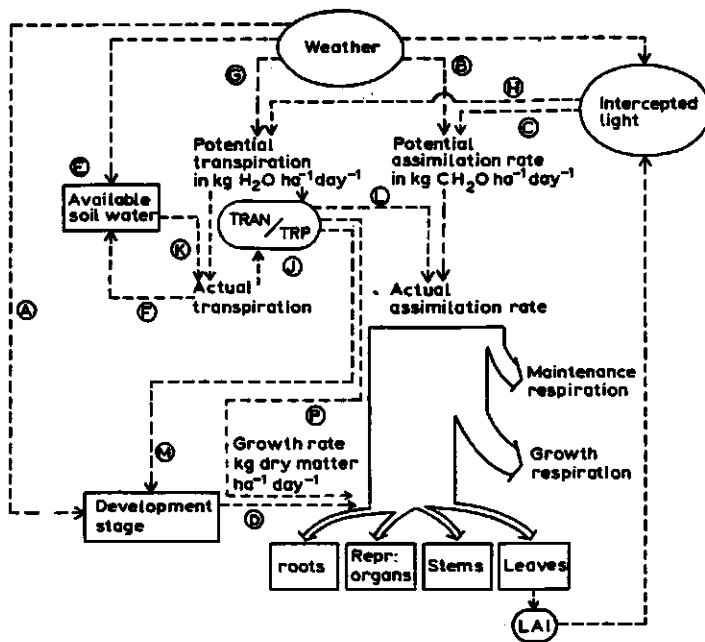 Weather
G
B
H
C
Intercepted
light
Potential
transpiration
in kg H₂O ha⁻¹ day⁻¹
Potential
assimilation rate
in kg CH₂O ha⁻¹ day⁻¹
E
Available
soil water
TRAN/TRP
L
K
J
F
Actual
transpiration
Actual
assimilation rate
A
Maintenance
respiration
P
M
Growth rate
kg dry matter
ha⁻¹ day⁻¹
Growth
respiration
Development
stage
D
roots
Repr:
organs
Stems
Leaves
LAI